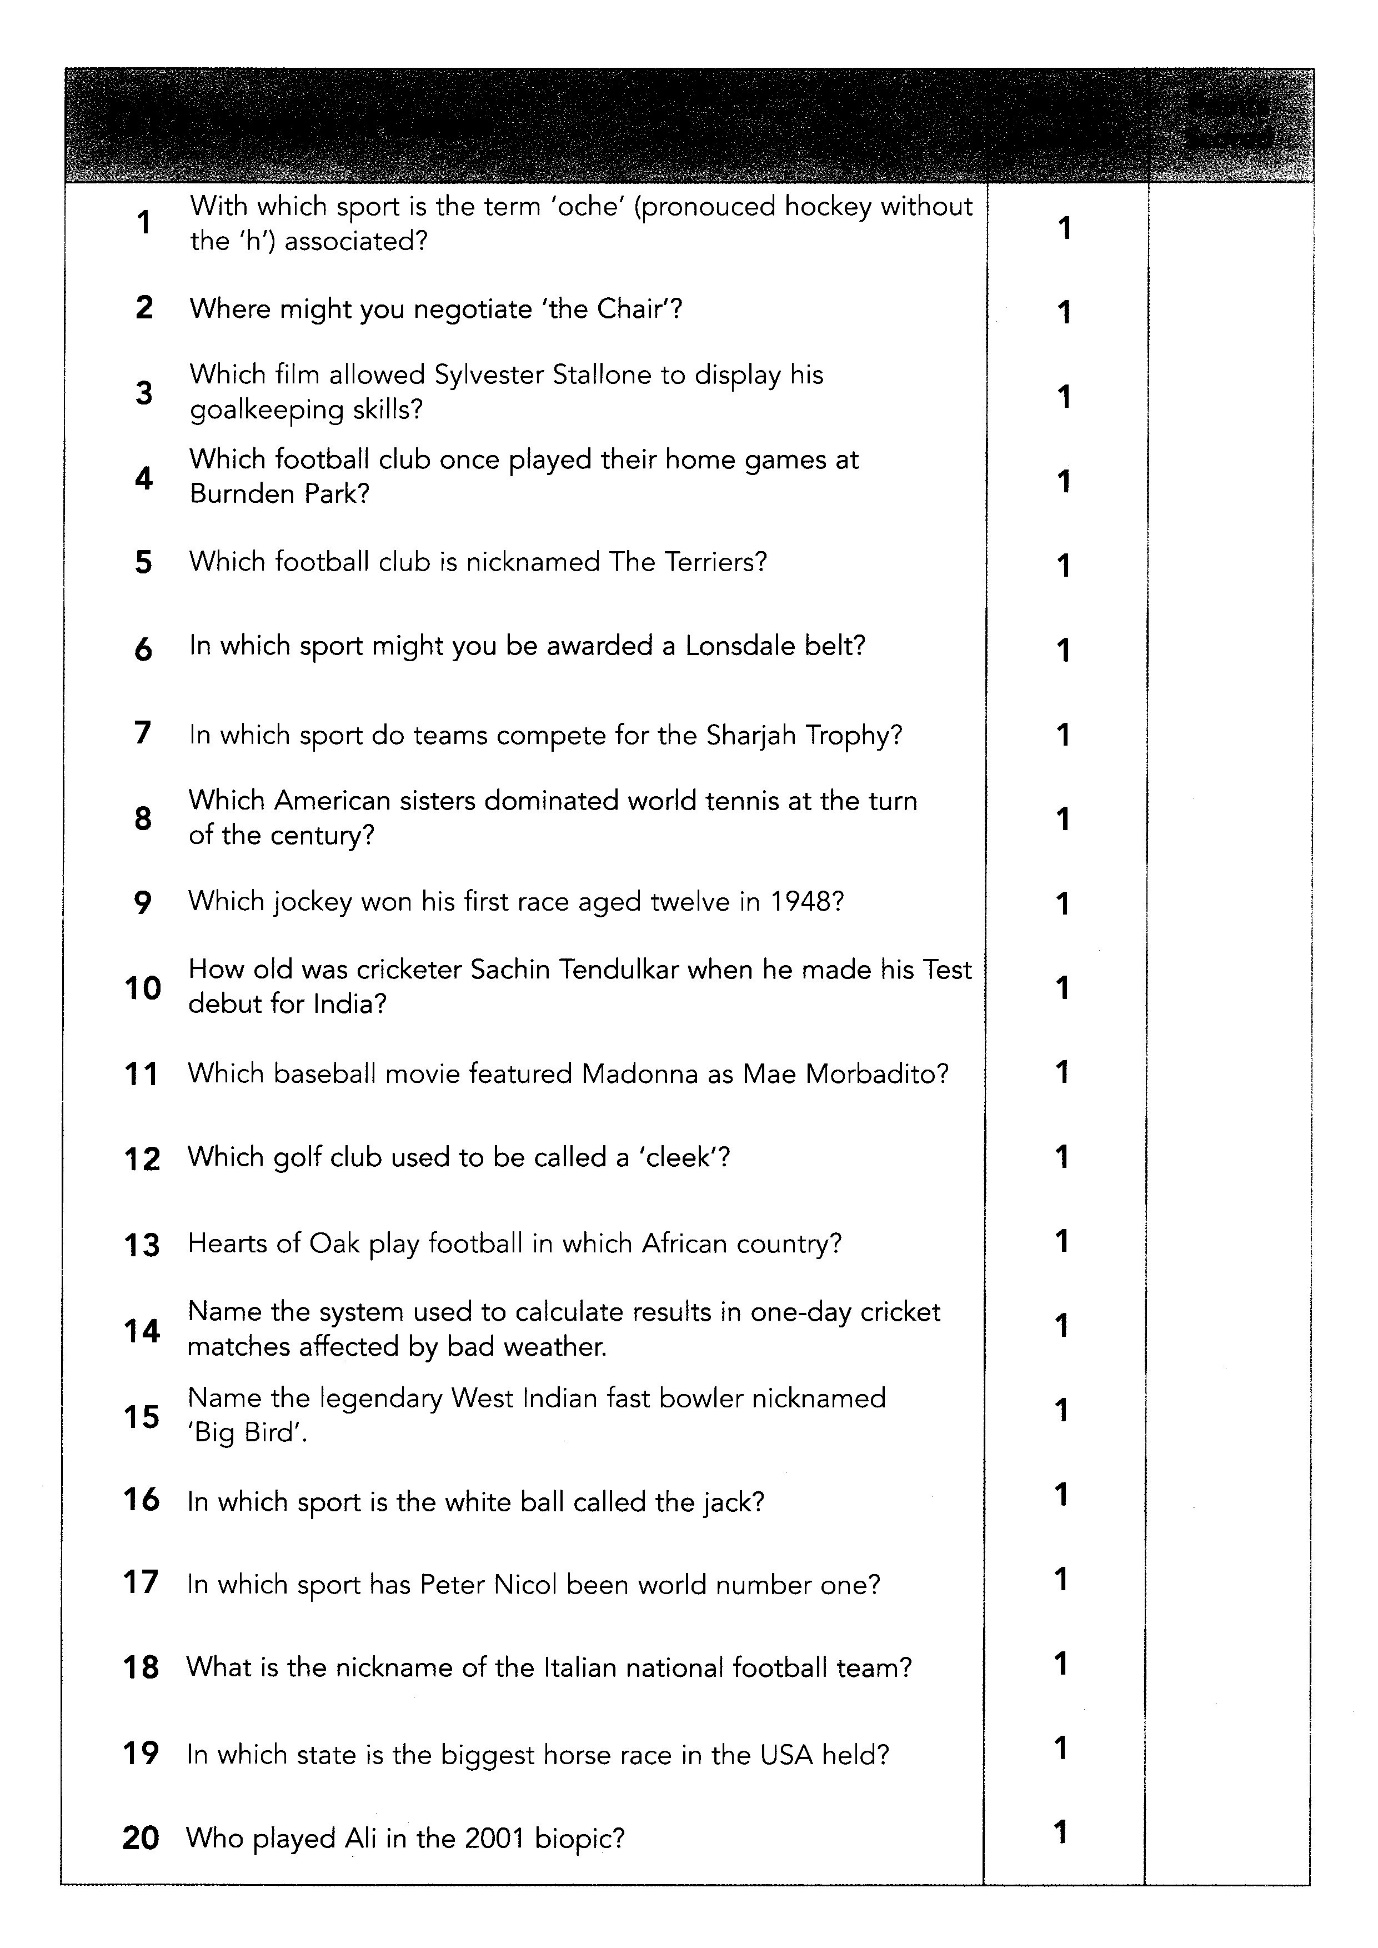 Points
Scored
1 With which sport is the term ‘oche’ (pronouced hockey without 1
the ‘h’) associated?
2 Where might you negotiate ‘the Chair’? 1
3 Which film allowed Sylvester Stallone to display his 1
goalkeeping skills?
4 Which football club once played their home games at 1
Burnden Park?
5 Which football club is nicknamed The Terriers? 1
6 In which sport might you be awarded a Lonsdale belt? 1
7 In which sport do teams compete for the Sharjah Trophy? 1
8 Which American sisters dominated world tennis at the turn 1
of the century?
9 Which jockey won his first race aged twelve in 1948? 1
10 How old was cricketer Sachin Tendulkar when he made his Test 1
debut for India?
11 Which baseball movie featured Madonna as Mae Morbadito? 1
12 Which golf club used to be called a ‘cleek’? 1
13 Hearts of Oak play football in which African country? 1
14 Name the system used to calculate results in one-day cricket 1
matches affected by bad weather.
15 Name the legendary West Indian fast bowler nicknamed 1
‘Big Bird’.
16 In which sport is the white ball called the jack? 1
17 In which sport has Peter Nicol been world number one? 1
18 What is the nickname of the Italian national football team? 1
19 In which state is the biggest horse race in the USA held? 1
20 Who played Ali in the 2001 biopic? 1